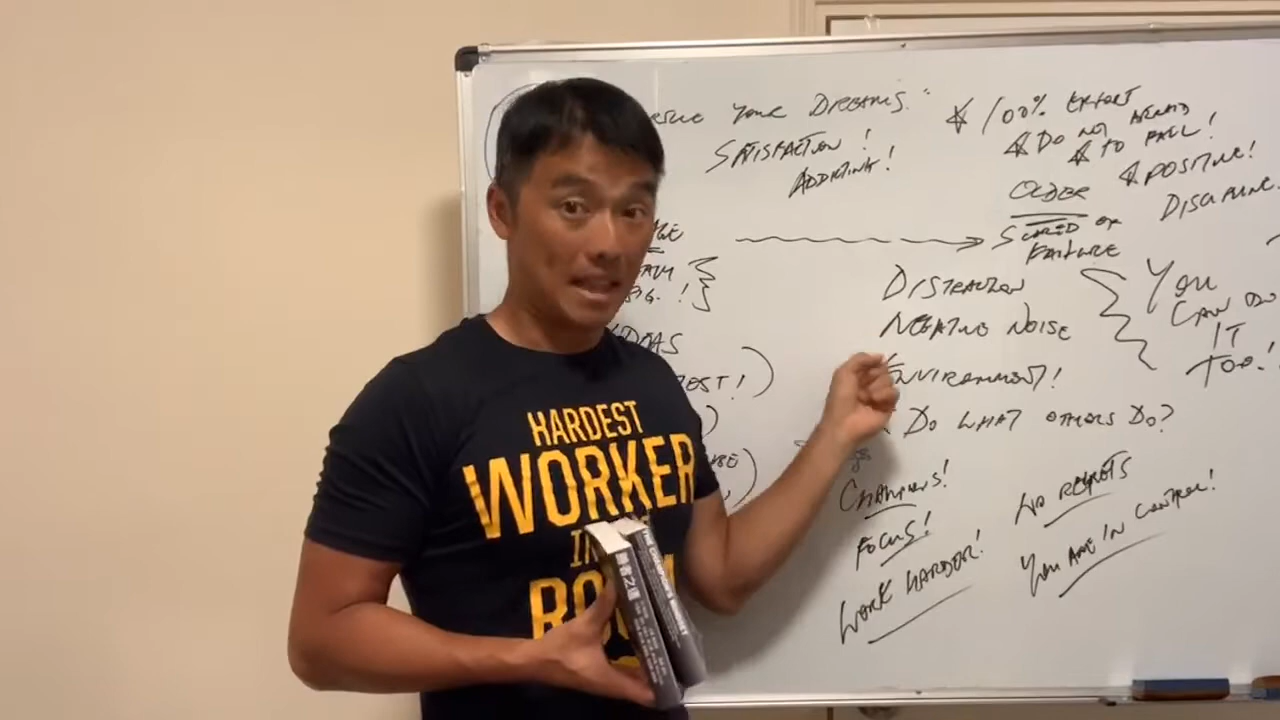 YOUR DREAMS."
SATISFACTION!
ADDICTING!
* 100% EFFORT
* DO NOT AFRAID
* TO FAIL!
* POSITIVE!
DISCIPLINE.
OLDER
SCARED OF
FAILURE
DISTRACTION
NEGATIVE NOISE
ENVIRONMENT!
DO WHAT OTHERS DO?
YOU
CAN DO
IT
TOO!
IDEAS
CHAMPIONS!
FOCUS!
WORK HARDER!
NO REGRETS
YOU ARE IN CONTROL!
HARDEST
WORKER
IN